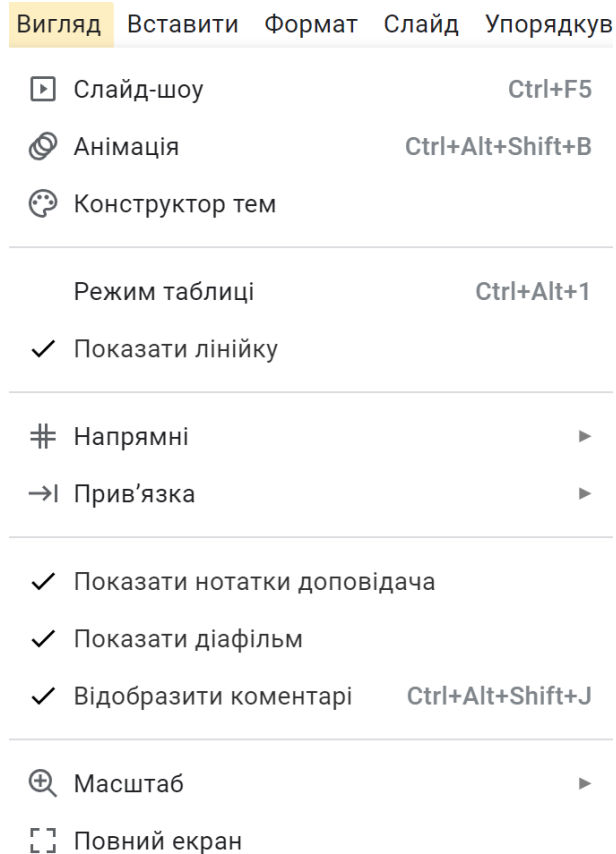 Вигляд Вставити Формат Слайд Упорядкув
Слайд-шоу Ctrl+F5
Анімація Ctrl+Alt+Shift+B
Конструктор тем
Режим таблиці Ctrl+Alt+1
Показати лінійку
Напрямні
Прив’язка
Показати нотатки доповідача
Показати діафільм
Відобразити коментарі Ctrl+Alt+Shift+J
Масштаб
Повний екран